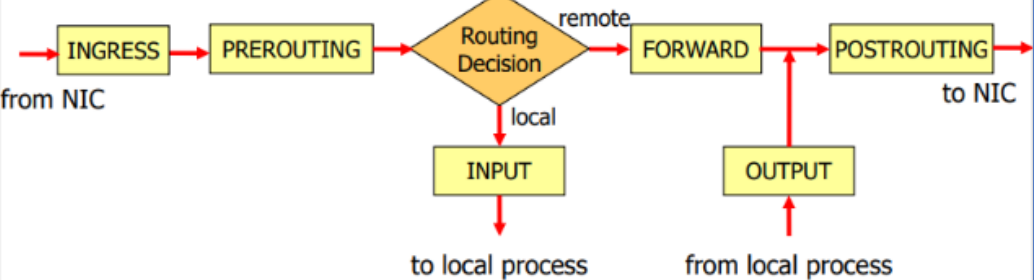 INGRESS
PREROUTING
Routing
Decision
remote
FORWARD
POSTROUTING
from NIC
to NIC
local
INPUT
OUTPUT
to local process
from local process